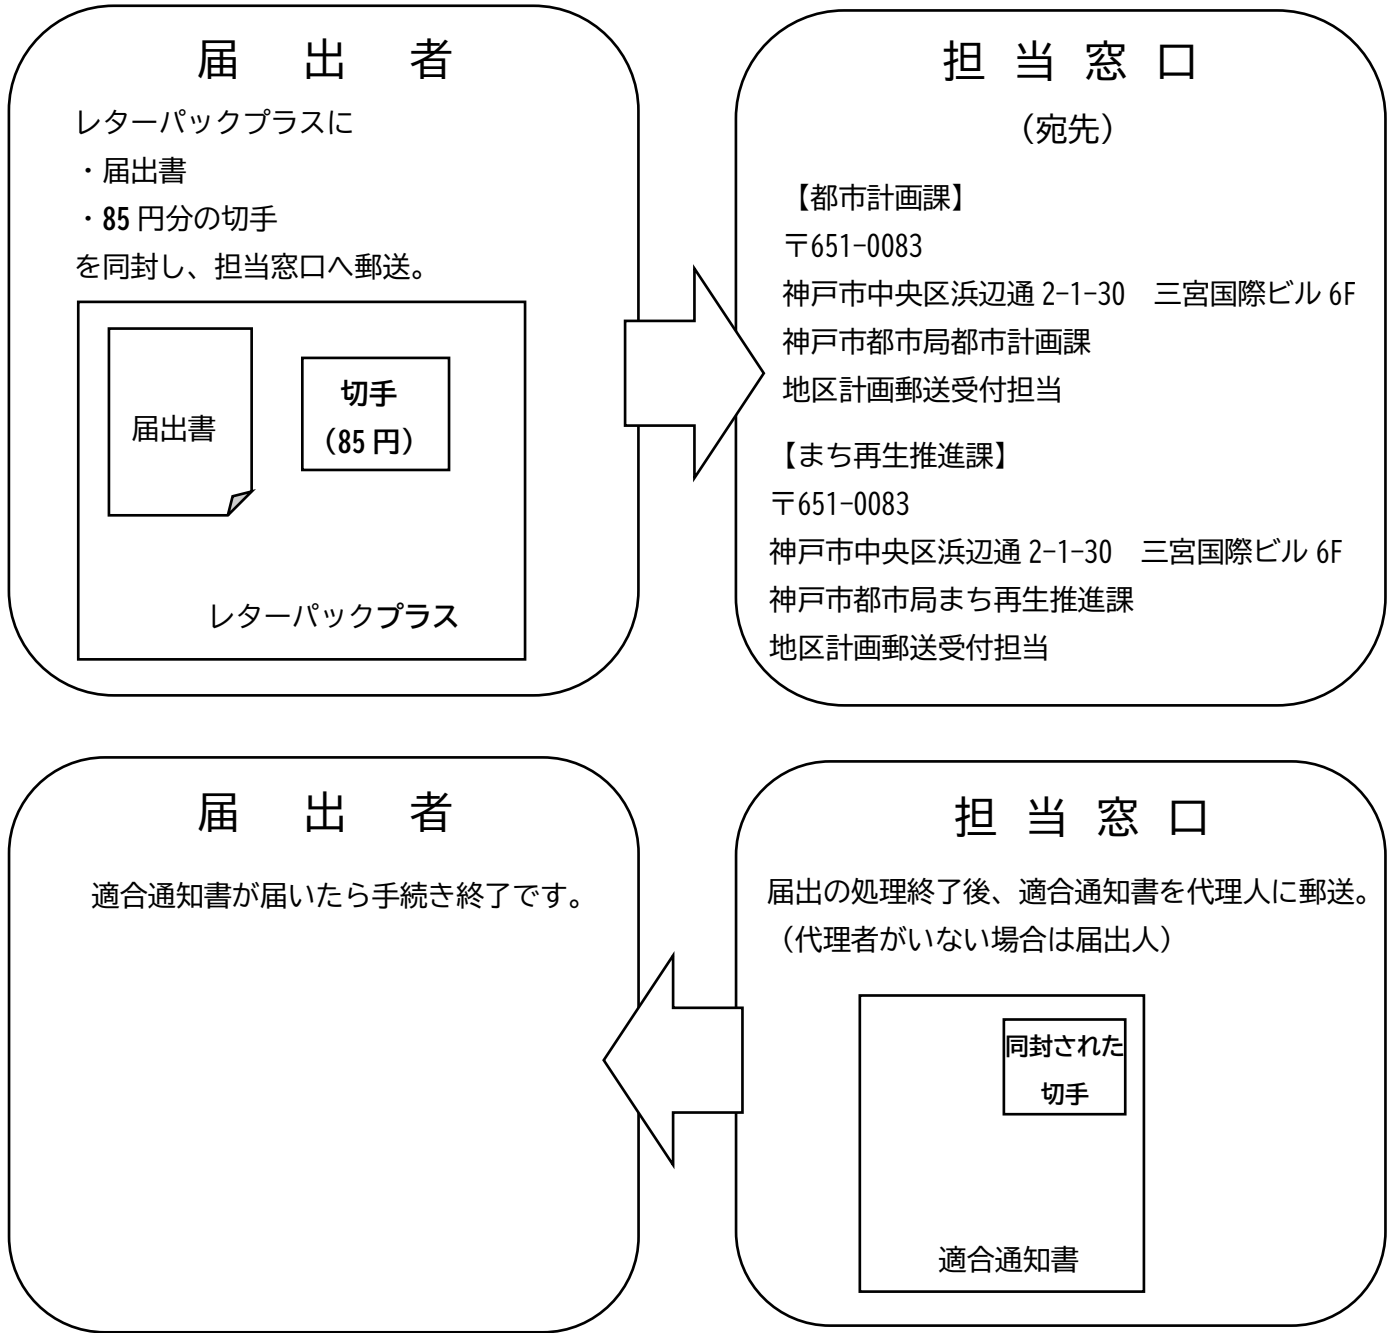 届 出 者
レターパックプラスに
・届出書
・85 円分の切手
を同封し、担当窓口へ郵送。
届出書
切手
（85 円）
レターパックプラス
担 当 窓 口
（宛先）
【都市計画課】
〒651-0083
神戸市中央区浜辺通 2-1-30　三宮国際ビル 6F
神戸市都市局都市計画課
地区計画郵送受付担当
【まち再生推進課】
〒651-0083
神戸市中央区浜辺通 2-1-30　三宮国際ビル 6F
神戸市都市局まち再生推進課
地区計画郵送受付担当
届 出 者
適合通知書が届いたら手続き終了です。
担 当 窓 口
届出の処理終了後、適合通知書を代理人に郵送。
（代理者がいない場合は届出人）
同封された
切手
適合通知書